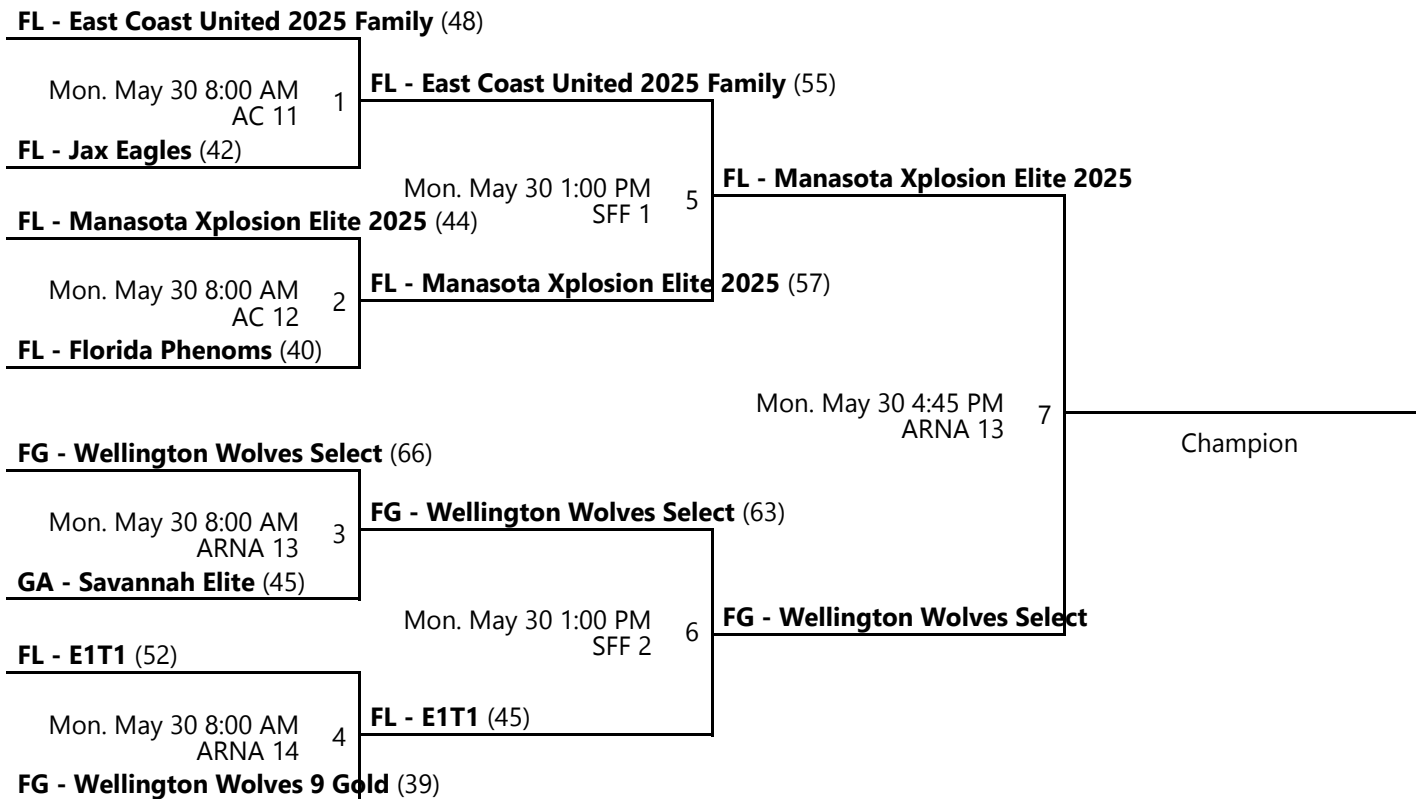 FL - East Coast United 2025 Family (48)
Mon. May 30 8:00 AM
AC 11
1
FL - Jax Eagles (42)
FL - East Coast United 2025 Family (55)
Mon. May 30 1:00 PM
SFF 1
5
FL - Manasota Xplosion Elite 2025 (44)
Mon. May 30 8:00 AM
AC 12
2
FL - Florida Phenoms (40)
FL - Manasota Xplosion Elite 2025 (57)
FL - Manasota Xplosion Elite 2025
Mon. May 30 4:45 PM
ARNA 13
7
Champion
FG - Wellington Wolves Select (66)
Mon. May 30 8:00 AM
ARNA 13
3
GA - Savannah Elite (45)
FG - Wellington Wolves Select (63)
Mon. May 30 1:00 PM
SFF 2
6
FG - Wellington Wolves Select
FL - E1T1 (52)
Mon. May 30 8:00 AM
ARNA 14
4
FG - Wellington Wolves 9 Gold (39)
FL - E1T1 (45)